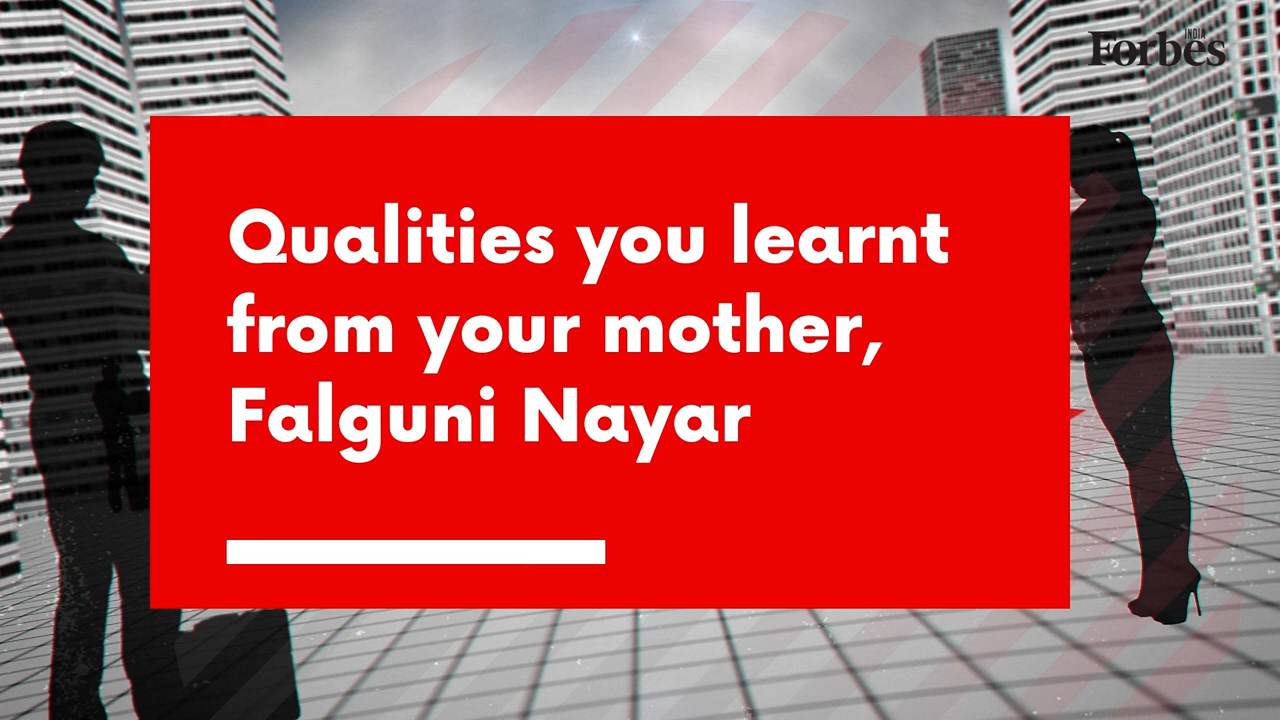 Forbes
INDIA
Qualities you learnt
from your mother,
Falguni Nayar